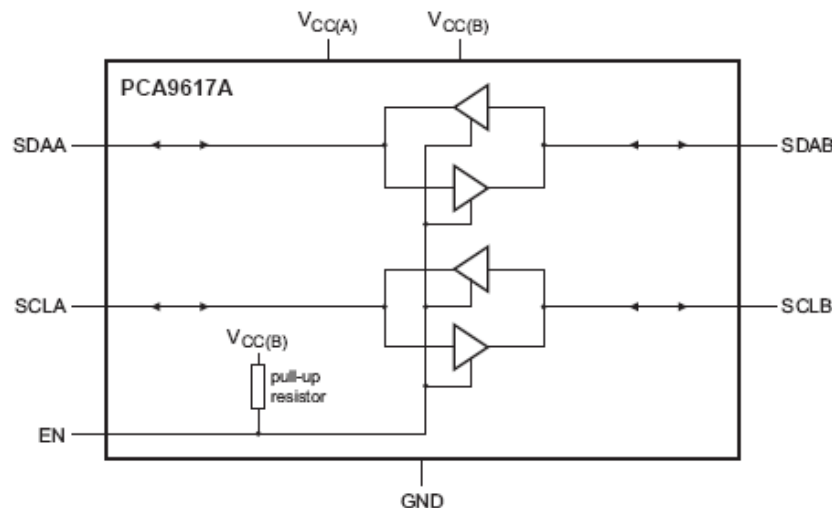 VCC(A)
VCC(B)
PCA9617A
SDAA
SDAB
SCLA
SCLB
VCC(B)
pull-up
resistor
EN
GND